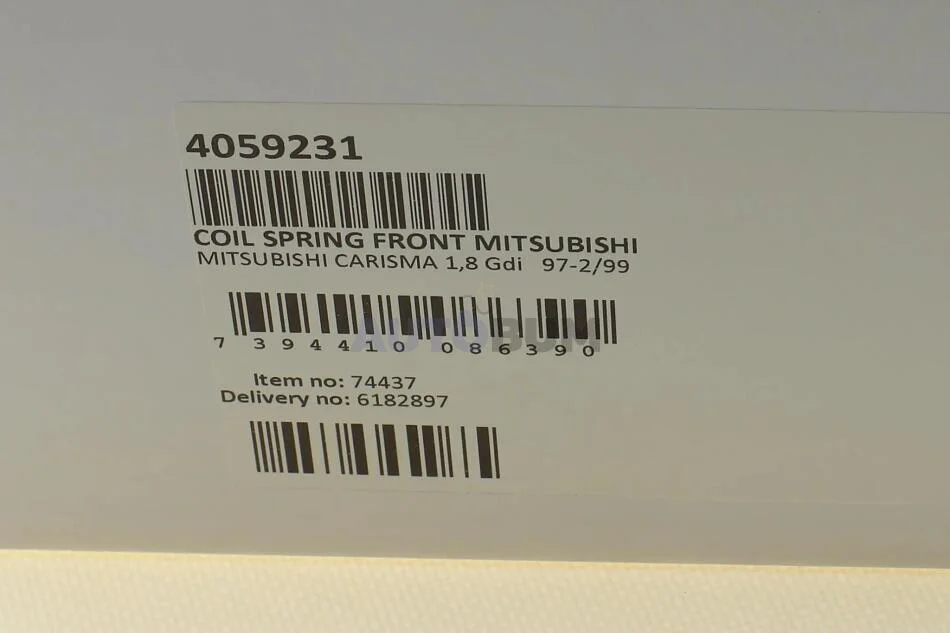 4059231
COIL SPRING FRONT MITSUBISHI
MITSUBISHI CARISMA 1,8 Gdi 97-2/99
AUTOBUM
7 394410 086390
Item no: 74437
Delivery no: 6182897